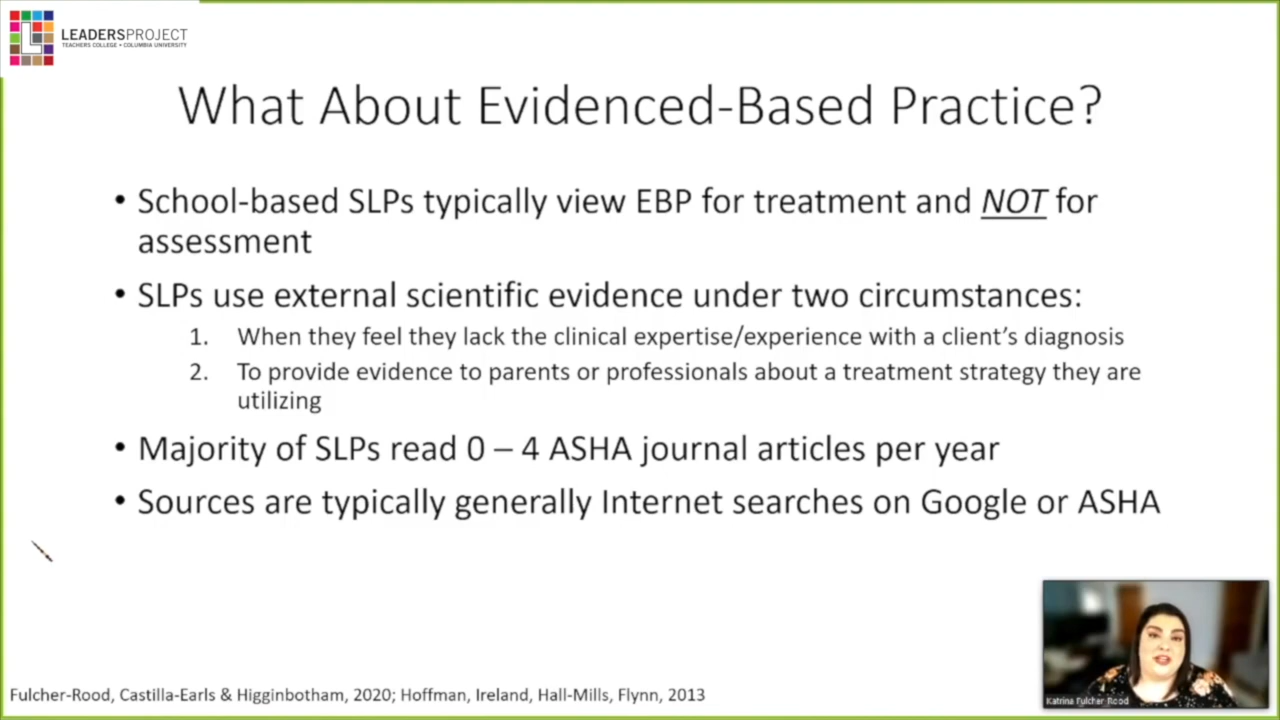 LEADERSPROJECT
TEACHERS COLLEGE • COLUMBIA UNIVERSITY
What About Evidenced-Based Practice?
• School-based SLPs typically view EBP for treatment and NOT for
assessment
• SLPs use external scientific evidence under two circumstances:
1. When they feel they lack the clinical expertise/experience with a client's diagnosis
2. To provide evidence to parents or professionals about a treatment strategy they are
utilizing
• Majority of SLPs read 0 – 4 ASHA journal articles per year
• Sources are typically generally Internet searches on Google or ASHA
Fulcher-Rood, Castilla-Earls & Higginbotham, 2020; Hoffman, Ireland, Hall-Mills, Flynn, 2013
Katrina Fulcher Rood